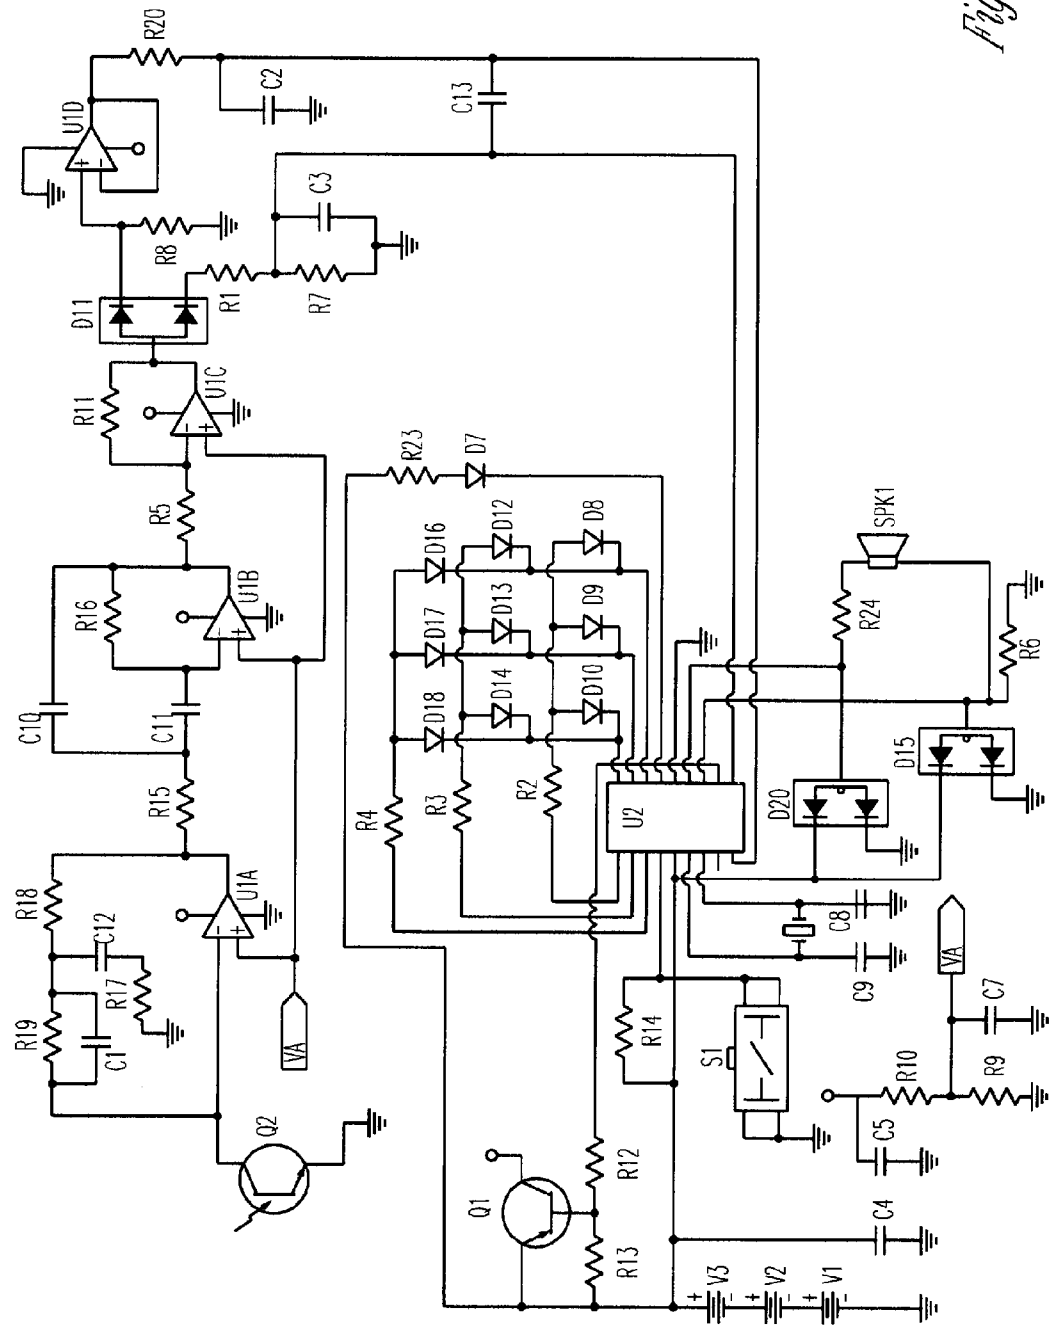 Fig
R20
C2
C13
U1D
+
-
C3
R8
R1
R7
D11
R11
U1C
-
+
R23
D7
R5
D16
D12
D8
SPK1
C10
R16
U1B
-
+
D17
D13
D9
R24
R6
C11
D18
D14
D10
R15
R4
R3
R2
U2
D20
D15
R18
U1A
-
+
C12
R17
R19
C1
VA
C8
C9
R14
S1
VA
C7
R10
R9
C5
Q2
Q1
R12
R13
C4
+
-
V3
+
-
V2
+
-
V1